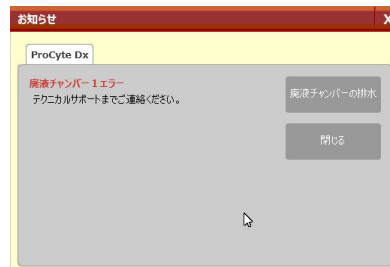 お知らせ
X
ProCyte Dx
廃液チャンバー1エラー
テクニカルサポートまでご連絡ください。
廃液チャンバーの排水
閉じる